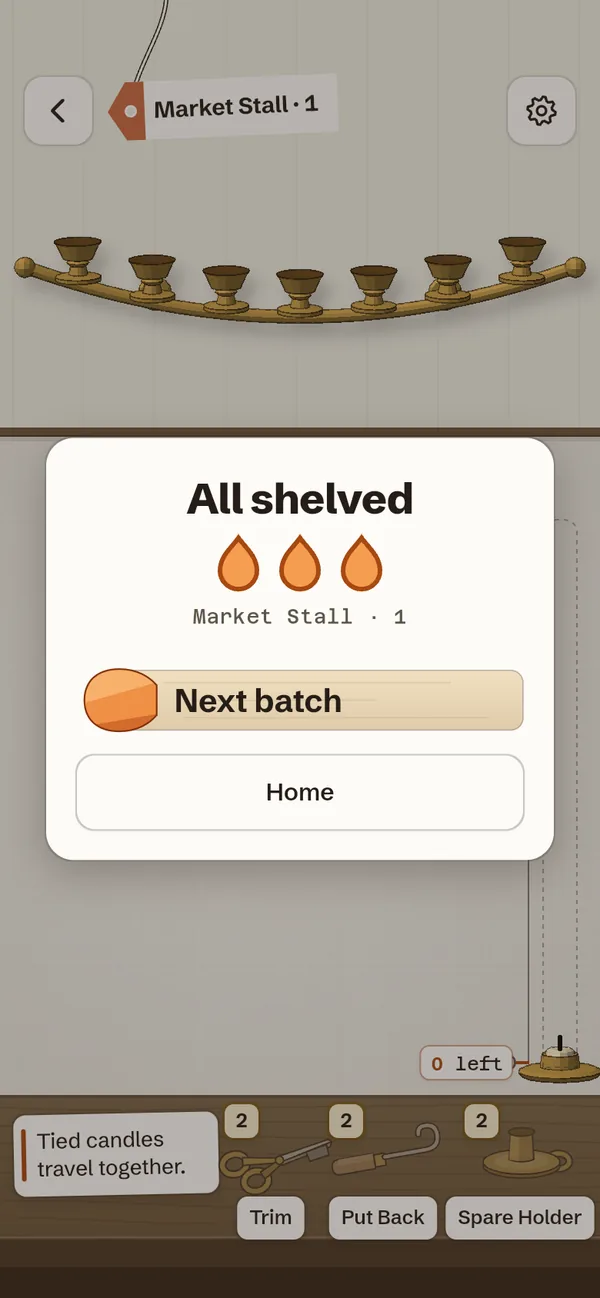 Market Stall · 1
All shelved
Market Stall · 1
Next batch
Home
0 left
Tied candles
travel together.
2
2
2
Trim
Put Back
Spare Holder